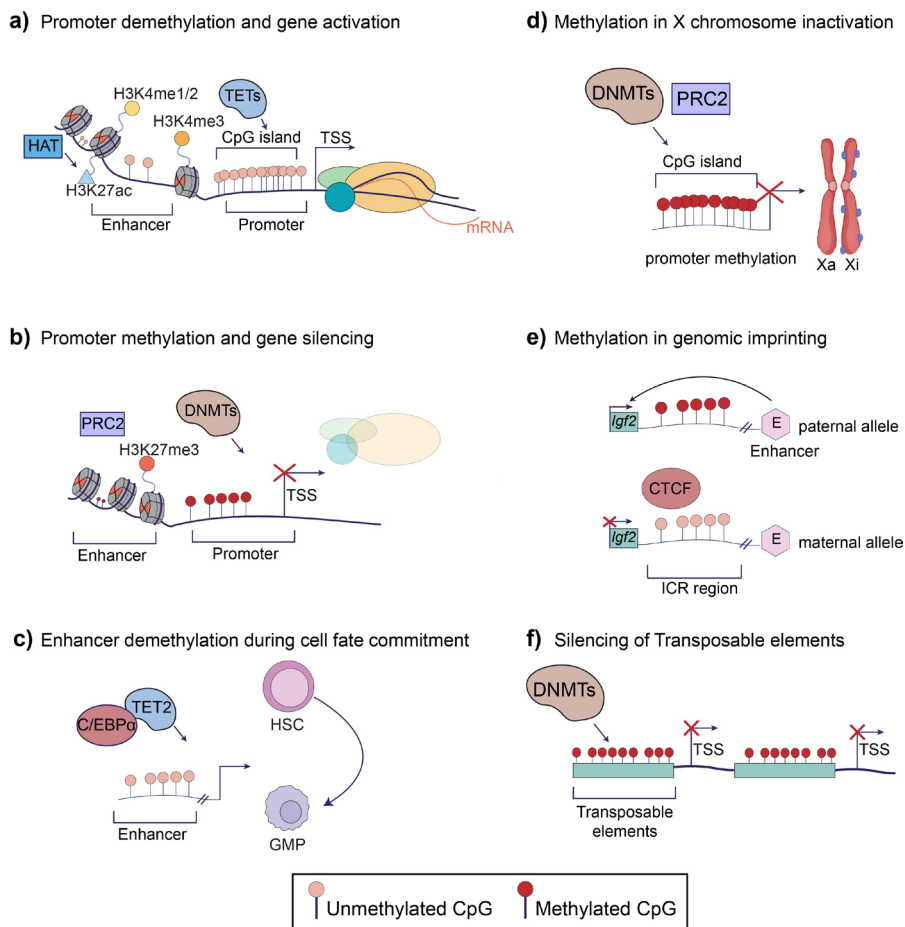 a) Promoter demethylation and gene activation
H3K4me1/2
TETs
HAT
H3K4me3
CpG island
TSS
H3K27ac
Enhancer
Promoter
mRNA
b) Promoter methylation and gene silencing
PRC2
DNMTs
H3K27me3
TSS
Enhancer
Promoter
c) Enhancer demethylation during cell fate commitment
C/EBPα
TET2
HSC
Enhancer
GMP
d) Methylation in X chromosome inactivation
DNMTs
PRC2
CpG island
promoter methylation
Xa
Xi
e) Methylation in genomic imprinting
Igf2
E
paternal allele
Enhancer
CTCF
Igf2
E
maternal allele
ICR region
f) Silencing of Transposable elements
DNMTs
TSS
TSS
Transposable
elements
Unmethylated CpG
Methylated CpG